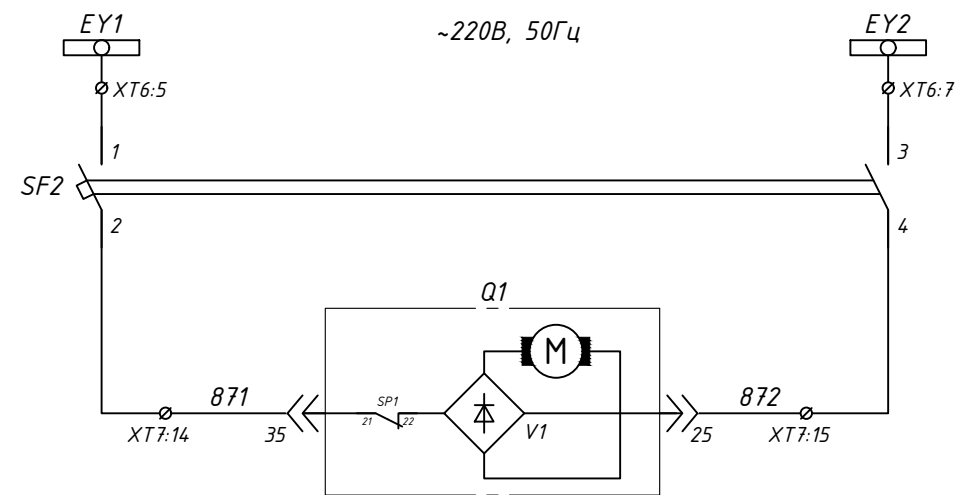 EY1
~220В, 50Гц
EY2
XT6:5
XT6:7
1
3
SF2
2
4
Q1
M
871
SP1
872
21
22
V1
XT7:14
35
25
XT7:15